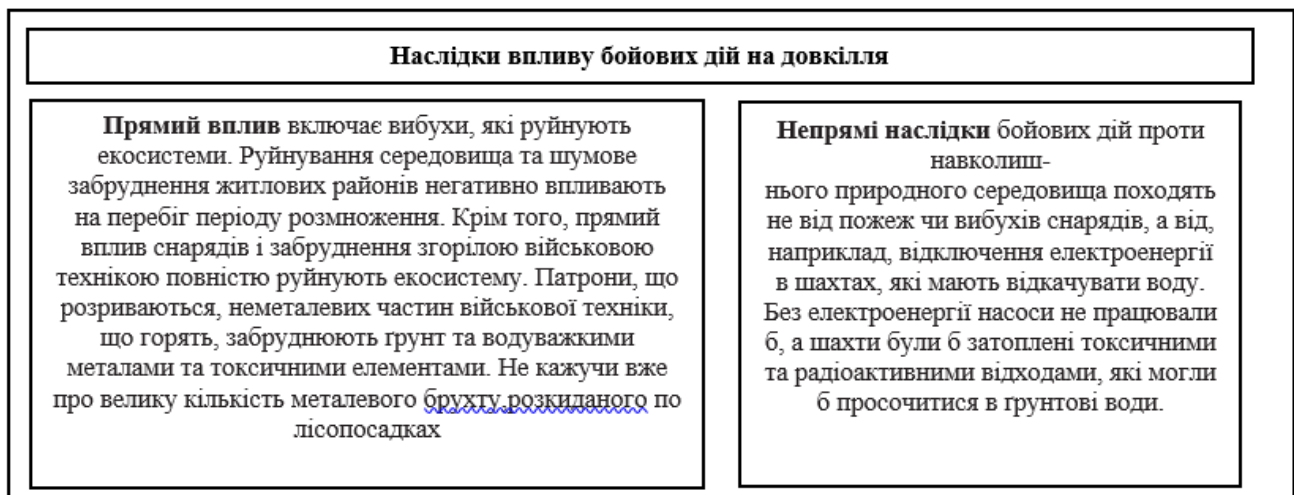 Наслідки впливу бойових дій на довкілля
Прямий вплив включає вибухи, які руйнують
екосистеми. Руйнування середовища та шумове
забруднення житлових районів негативно впливають
на перебіг періоду розмноження. Крім того, прямий
вплив снарядів і забруднення згорілою військовою
технікою повністю руйнують екосистему. Патрони, що
розриваються, неметалевих частин військової техніки,
що горять, забруднюють ґрунт та водуважкими
металами та токсичними елементами. Не кажучи вже
про велику кількість металевого брухту,розкиданого по
лісопосадках
Непрямі наслідки бойових дій проти
навколиш-
нього природного середовища походять
не від пожеж чи вибухів снарядів, а від,
наприклад, відключення електроенергії
в шахтах, які мають відкачувати воду.
Без електроенергії насоси не працювали
б, а шахти були б затоплені токсичними
та радіоактивними відходами, які могли
б просочитися в ґрунтові води.